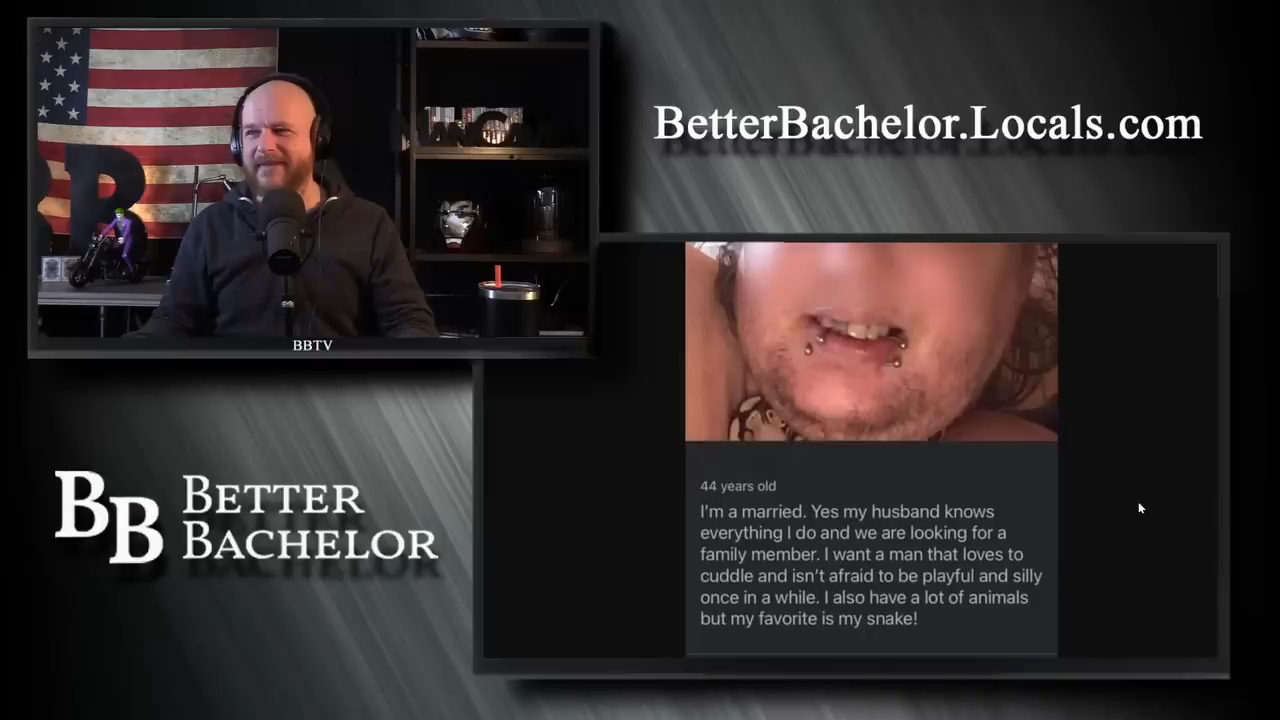 BetterBachelor.Locals.com
BBTV
BB BETTER
BACHELOR
44 years old
I'm a married. Yes my husband knows
everything I do and we are looking for a
family member. I want a man that loves to
cuddle and isn't afraid to be playful and silly
once in a while. I also have a lot of animals
but my favorite is my snake!